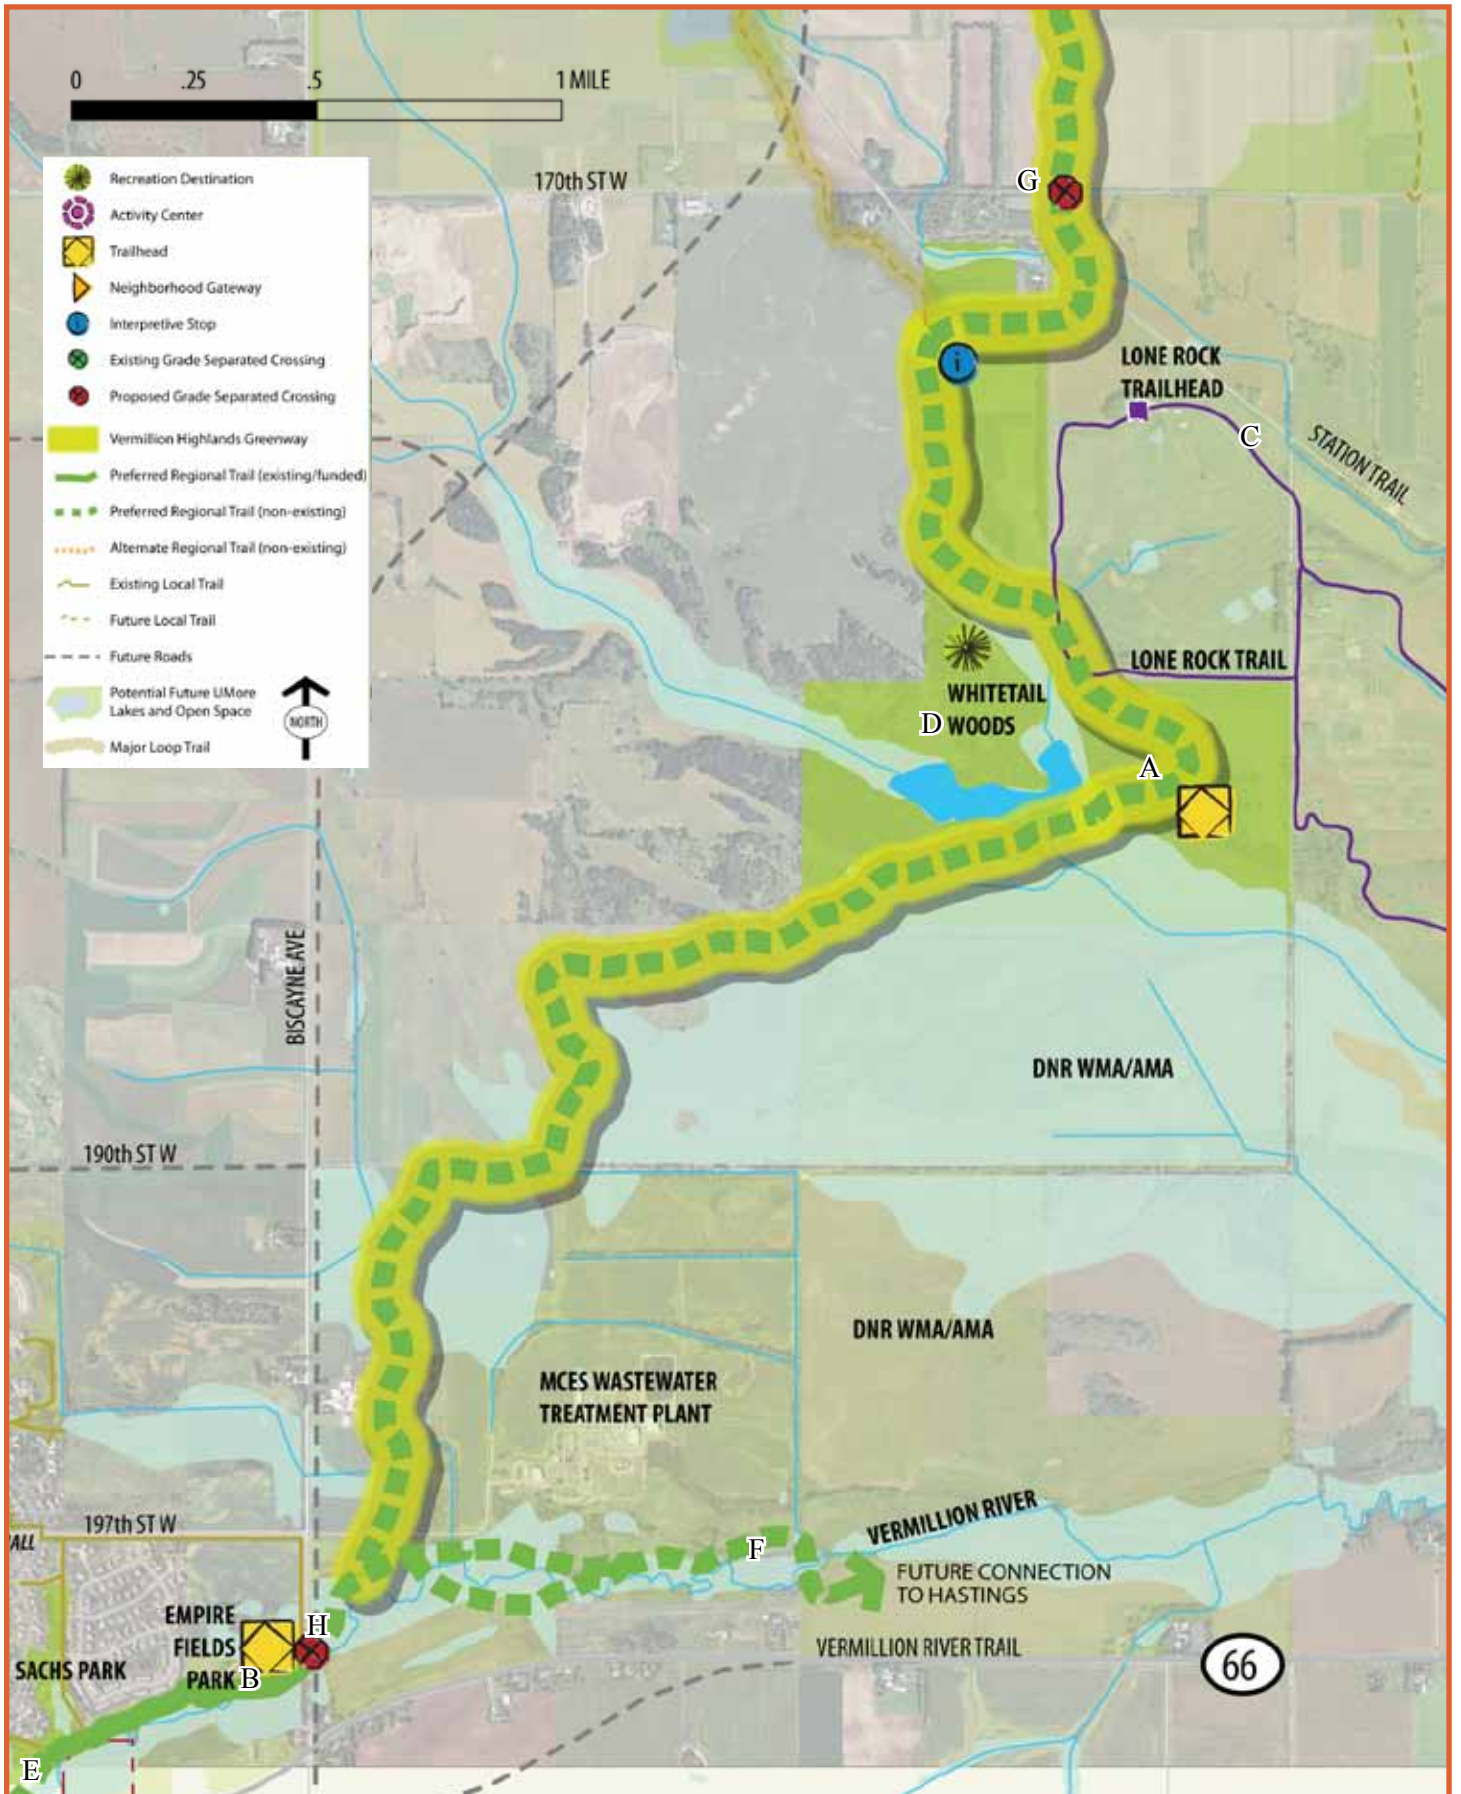 0 .25 .5 1 MILE
170th ST W
G
Recreation Destination
Activity Center
Trailhead
Neighborhood Gateway
i
Interpretive Stop
Existing Grade Separated Crossing
Proposed Grade Separated Crossing
Vermillion Highlands Greenway
Preferred Regional Trail (existing/funded)
Preferred Regional Trail (non-existing)
Alternate Regional Trail (non-existing)
Existing Local Trail
Future Local Trail
Future Roads
Potential Future UMore
Lakes and Open Space
Major Loop Trail
NORTH
i
LONE ROCK
TRAILHEAD
C
STATION TRAIL
LONE ROCK TRAIL
WHITETAIL
WOODS
D
A
BISCAYNE AVE
DNR WMA/AMA
190th ST W
DNR WMA/AMA
MCES WASTEWATER
TREATMENT PLANT
VERMILLION RIVER
197th ST W
ALL
F
FUTURE CONNECTION
TO HASTINGS
EMPIRE
FIELDS
PARK
H
B
SACHS PARK
VERMILLION RIVER TRAIL
66
E